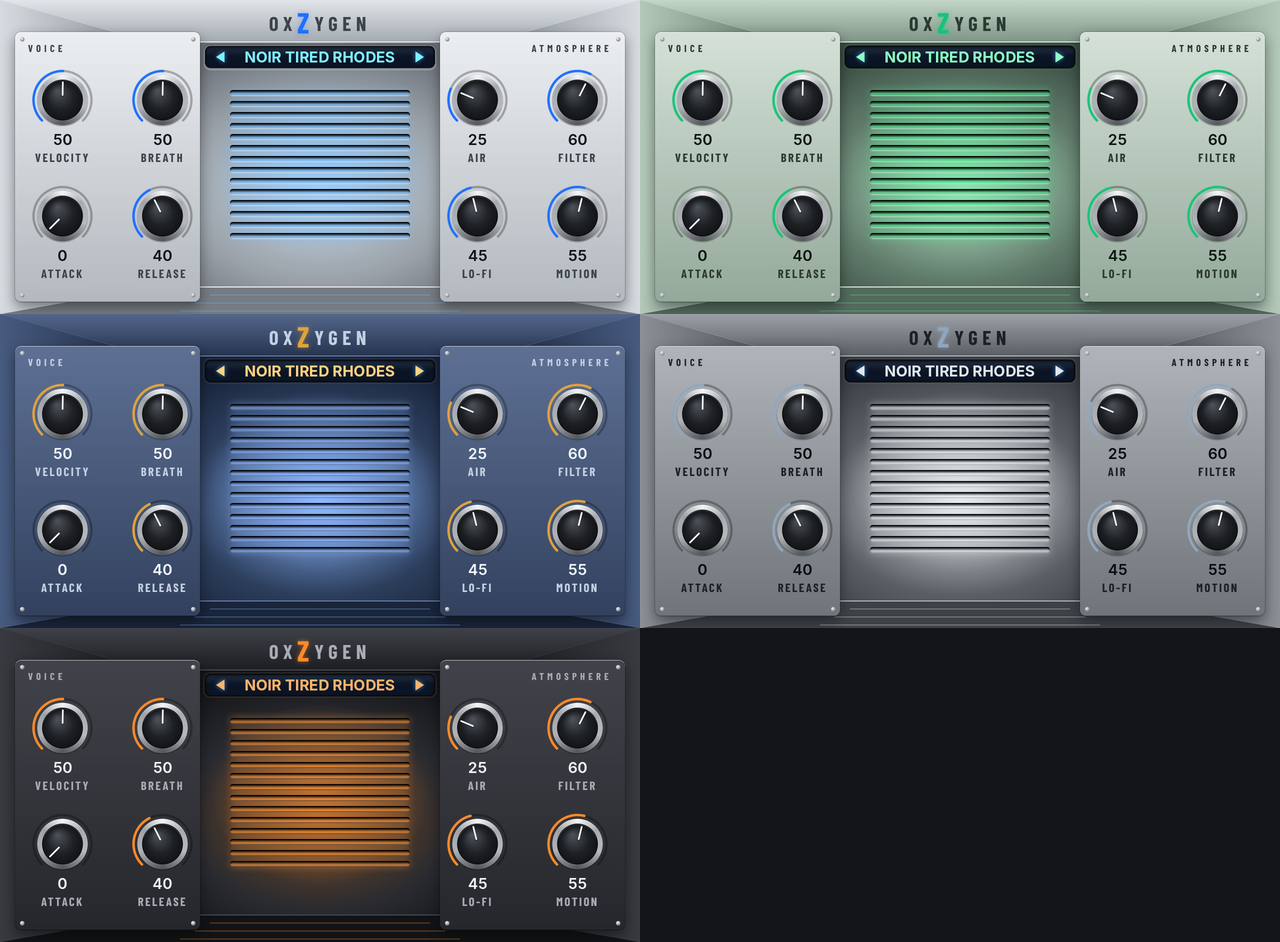 OXZYGEN
VOICE
NOIR TIRED RHODES
ATMOSPHERE
50 50 25 60
VELOCITY BREATH AIR FILTER
0 40 45 55
ATTACK RELEASE LO-FI MOTION
OXZYGEN
VOICE
NOIR TIRED RHODES
ATMOSPHERE
50 50 25 60
VELOCITY BREATH AIR FILTER
0 40 45 55
ATTACK RELEASE LO-FI MOTION
OXZYGEN
VOICE
NOIR TIRED RHODES
ATMOSPHERE
50 50 25 60
VELOCITY BREATH AIR FILTER
0 40 45 55
ATTACK RELEASE LO-FI MOTION
OXZYGEN
VOICE
NOIR TIRED RHODES
ATMOSPHERE
50 50 25 60
VELOCITY BREATH AIR FILTER
0 40 45 55
ATTACK RELEASE LO-FI MOTION
OXZYGEN
VOICE
NOIR TIRED RHODES
ATMOSPHERE
50 50 25 60
VELOCITY BREATH AIR FILTER
0 40 45 55
ATTACK RELEASE LO-FI MOTION